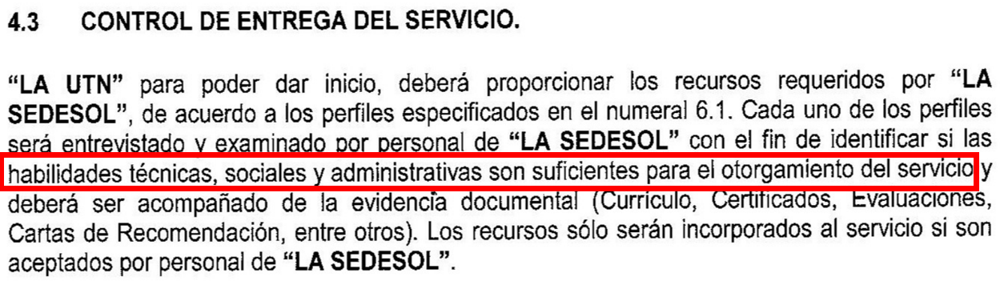 4.3 CONTROL DE ENTREGA DEL SERVICIO.
“LA UTN” para poder dar inicio, deberá proporcionar los recursos requeridos por “LA
SEDESOL”, de acuerdo a los perfiles especificados en el numeral 6.1. Cada uno de los perfiles
será entrevistado y examinado por personal de “LA SEDESOL” con el fin de identificar si las
habilidades técnicas, sociales y administrativas son suficientes para el otorgamiento del servicio y
deberá ser acompañado de la evidencia documental (Currículo, Certificados, Evaluaciones,
Cartas de Recomendación, entre otros). Los recursos sólo serán incorporados al servicio si son
aceptados por personal de “LA SEDESOL”.